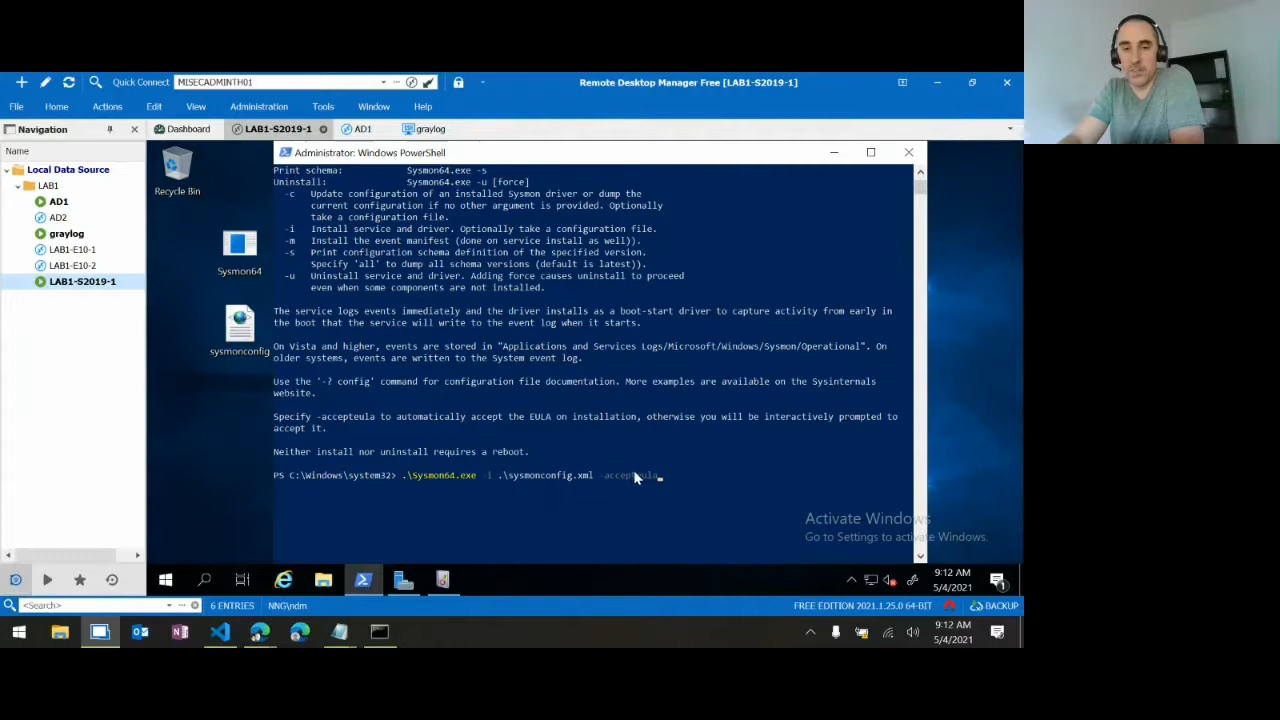 Quick Connect MISECADMINTH01 Remote Desktop Manager Free [LAB1-S2019-1]
File Home Actions Edit View Administration Tools Window Help
Navigation Dashboard LAB1-S2019-1 AD1 graylog
Name
Local Data Source
LAB1
AD1
AD2
graylog
LAB1-E10-1
LAB1-E10-2
LAB1-S2019-1
Recycle Bin
Sysmon64
sysmonconfig
Administrator: Windows PowerShell
Print schema: Sysmon64.exe -s
Uninstall: Sysmon64.exe -u [force]
-c Update configuration of an installed Sysmon driver or dump the
current configuration if no other argument is provided. Optionally
take a configuration file.
-i Install service and driver. Optionally take a configuration file.
-m Install the event manifest (done on service install as well)).
-s Print configuration schema definition of the specified version.
Specify 'all' to dump all schema versions (default is latest)).
-u Uninstall service and driver. Adding force causes uninstall to proceed
even when some components are not installed.
The service logs events immediately and the driver installs as a boot-start driver to capture activity from early in
the boot that the service will write to the event log when it starts.
On Vista and higher, events are stored in "Applications and Services Logs/Microsoft/Windows/Sysmon/Operational". On
older systems, events are written to the System event log.
Use the '-? config' command for configuration file documentation. More examples are available on the Sysinternals
website.
Specify -accepteula to automatically accept the EULA on installation, otherwise you will be interactively prompted to
accept it.
Neither install nor uninstall requires a reboot.
PS C:\Windows\system32> .\Sysmon64.exe -i .\sysmonconfig.xml -accepteula
Activate Windows
Go to Settings to activate Windows.
9:12 AM
5/4/2021
1
<Search> 6 ENTRIES NNG\ndm FREE EDITION 2021.1.25.0 64-BIT BACKUP
9:12 AM
5/4/2021